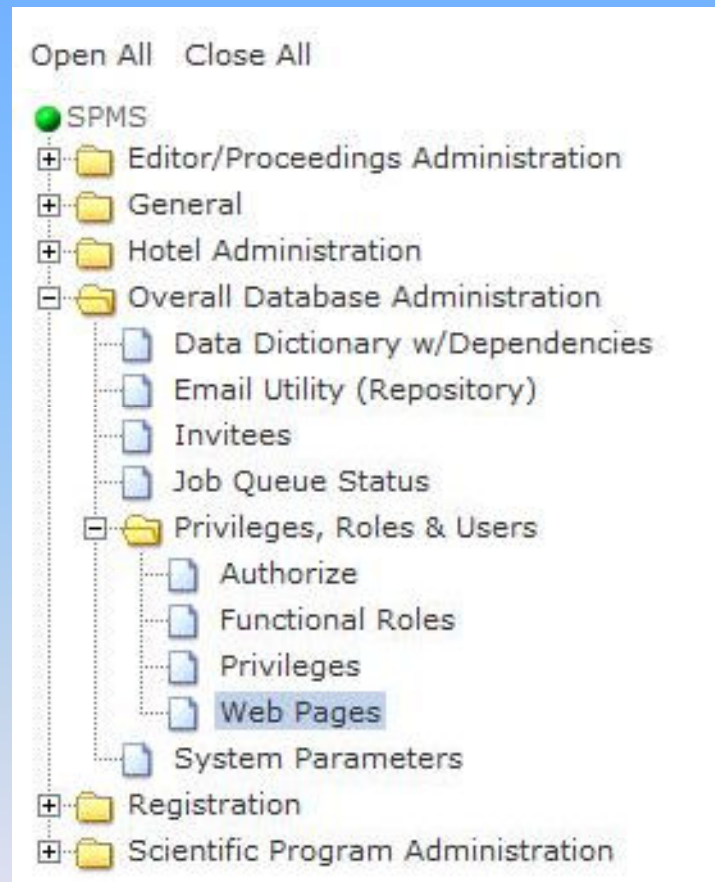 Open All Close All
SPMS
Editor/Proceedings Administration
General
Hotel Administration
Overall Database Administration
Data Dictionary w/Dependencies
Email Utility (Repository)
Invitees
Job Queue Status
Privileges, Roles & Users
Authorize
Functional Roles
Privileges
Web Pages
System Parameters
Registration
Scientific Program Administration